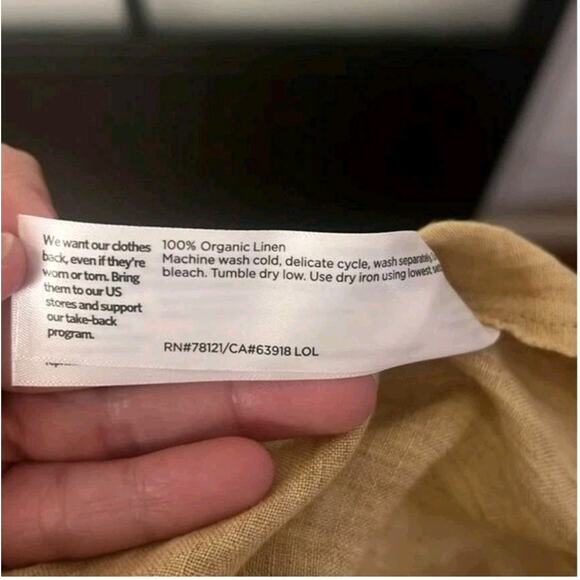 We want our clothes
back, even if they're
worn or torn. Bring
them to our US
stores and support
our take-back
program.
100% Organic Linen
Machine wash cold, delicate cycle, wash separately.
bleach. Tumble dry low. Use dry iron using lowest
RN#78121/CA#63918 LOL